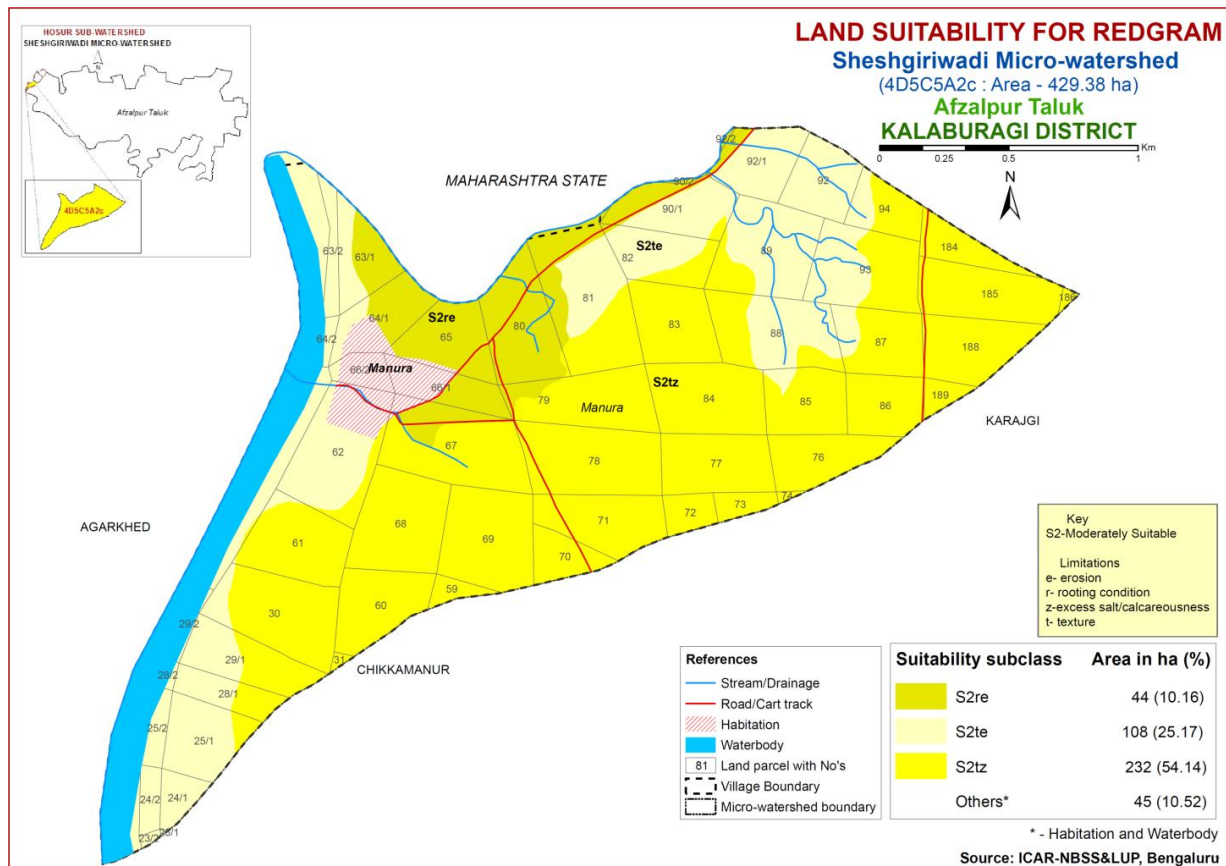 HOSUR SUB-WATERSHED
SHESHGIRIWADI MICRO-WATERSHED
N
Afzalpur Taluk
4D5C5A2c
LAND SUITABILITY FOR REDGRAM
Sheshgiriwadi Micro-watershed
(4D5C5A2c : Area - 429.38 ha)
Afzalpur Taluk
KALABURAGI DISTRICT
0 0.25 0.5 1 Km
N
MAHARASHTRA STATE
92/2
92/1
92
90/2
90/1
94
184
63/2
63/1
S2te
82
89
93
185
186
81
64/1
64/2
S2re
65
80
83
88
87
188
Manura
66/1
79
Manura
S2tz
84
85
86
189
KARAJGI
67
62
78
77
76
74
73
72
71
70
AGARKHED
61
68
69
59
60
30
31
CHIKKAMANUR
29/2
29/1
28/2
28/1
25/2
25/1
24/2
24/1
23/2
Key
S2-Moderately Suitable
Limitations
e- erosion
r- rooting condition
z-excess salt/calcareousness
t- texture
References
Stream/Drainage
Road/Cart track
Habitation
Waterbody
81 Land parcel with No's
Village Boundary
Micro-watershed boundary
Suitability subclass Area in ha (%)
S2re 44 (10.16)
S2te 108 (25.17)
S2tz 232 (54.14)
Others* 45 (10.52)
* - Habitation and Waterbody
Source: ICAR-NBSS&LUP, Bengaluru